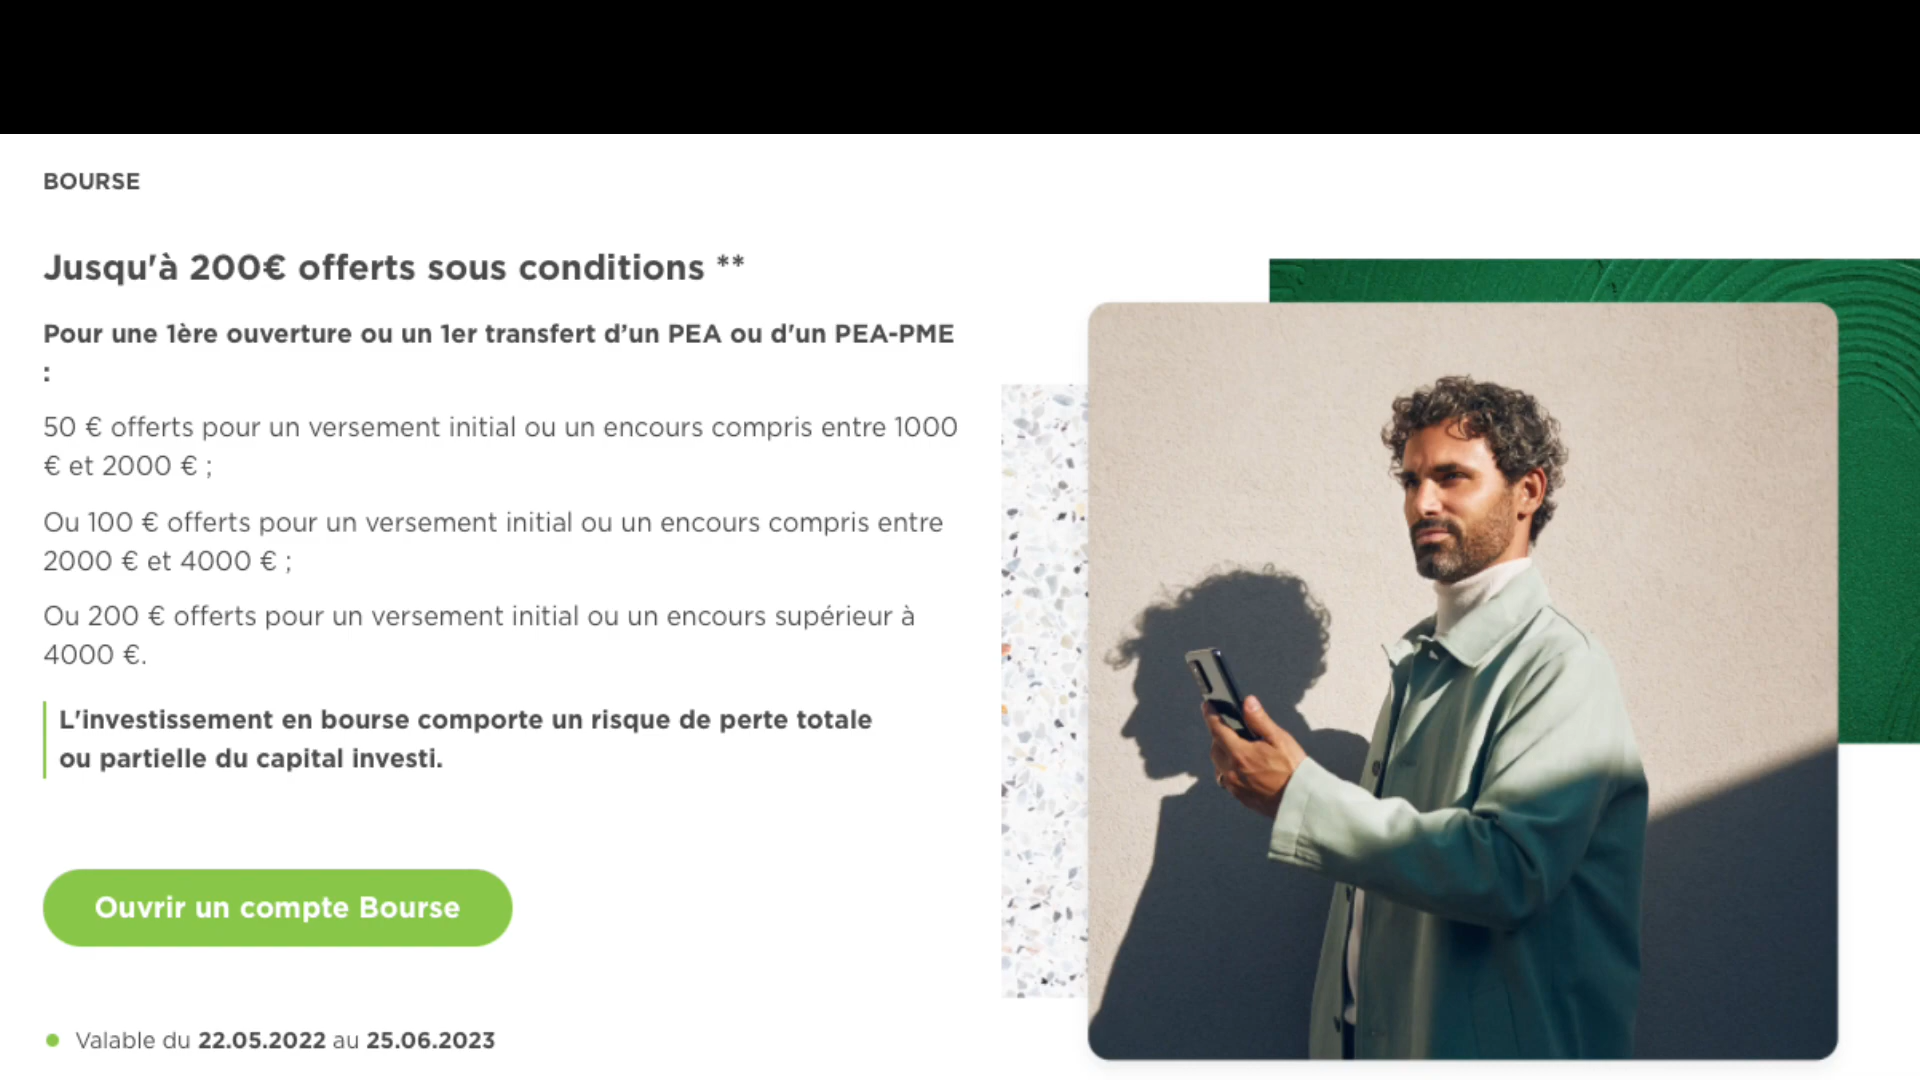 BOURSE
Jusqu'à 200€ offerts sous conditions **
Pour une 1ère ouverture ou un 1er transfert d’un PEA ou d'un PEA-PME
:
50 € offerts pour un versement initial ou un encours compris entre 1000
€ et 2000 € ;
Ou 100 € offerts pour un versement initial ou un encours compris entre
2000 € et 4000 € ;
Ou 200 € offerts pour un versement initial ou un encours supérieur à
4000 €.
L'investissement en bourse comporte un risque de perte totale
ou partielle du capital investi.
Ouvrir un compte Bourse
Valable du 22.05.2022 au 25.06.2023